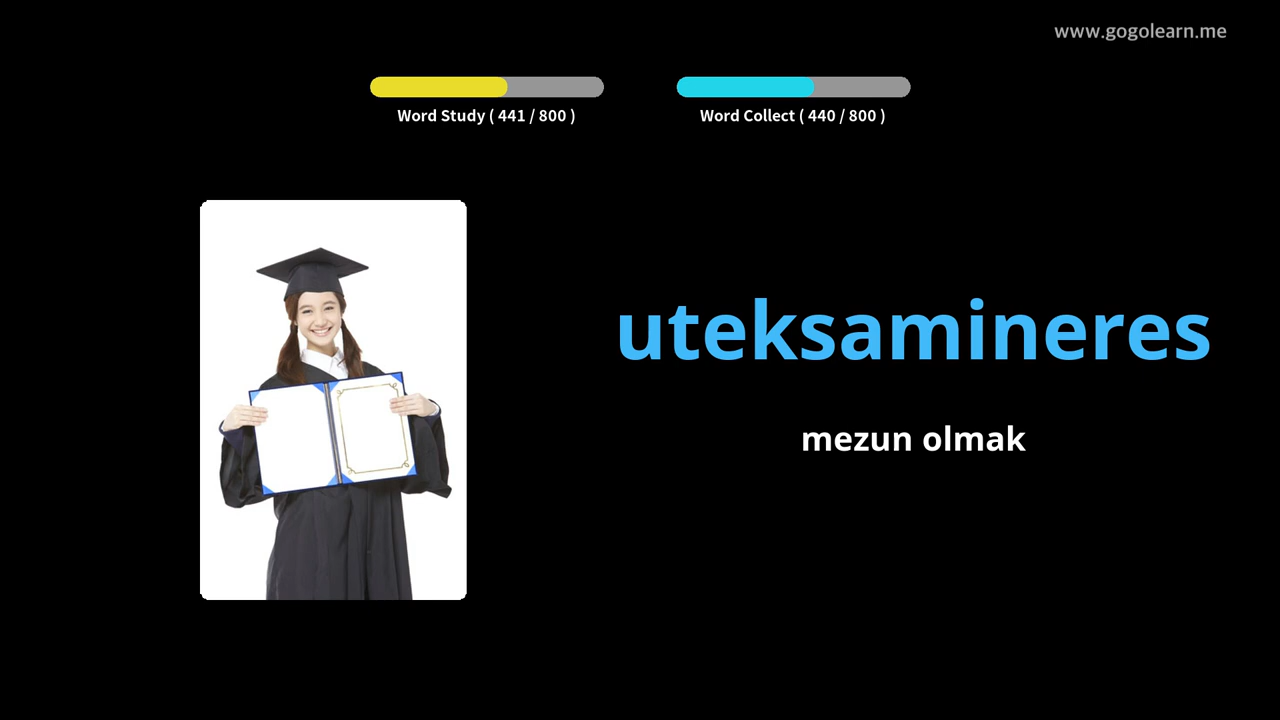 www.gogolearn.me
Word Study ( 441 / 800 )
Word Collect ( 440 / 800 )
uteksamineres
mezun olmak